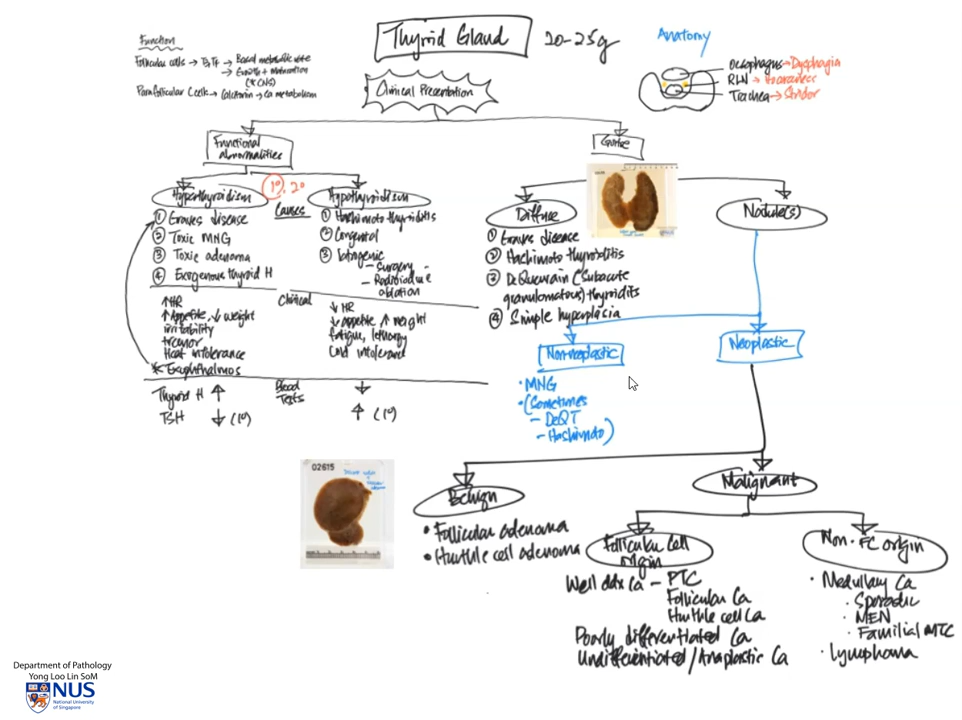 Thyroid Gland
20-25g
Function
Follicular cells → T3T4 → Basal metabolic rate
→ Growth + maturation
(*CNS)
Parafollicular C cells → Calcitonin → Ca metabolism
Anatomy
Oesophagus → Dysphagia
RLN → Hoarseness
Trachea → Stridor
Clinical Presentation
Functional
abnormalities
Goitre
Hyperthyroidism
1°, 2°
Hypothyroidism
Causes
① Graves disease
② Toxic MNG
③ Toxic adenoma
④ Exogenous thyroid H
① Hashimoto thyroiditis
② Congenital
③ Iatrogenic
- Surgery
- Radioiodine
ablation
Clinical
↑ HR
↑ Appetite, ↓ weight
irritability
tremor
Heat intolerance
* Exophthalmos
↓ HR
↓ appetite ↑ weight
fatigue, lethargy
Cold intolerance
Blood
Tests
Thyroid H ↑
↓
TSH ↓ (1°)
↑ (1°)
Diffuse
① Graves disease
② Hashimoto thyroiditis
③ DeQuervain (Subacute
granulomatous) thyroiditis
④ Simple hyperplasia
Nodule(s)
Non-neoplastic
• MNG
• (Sometimes
- DeQT
- Hashimoto)
Neoplastic
02615
Benign
• Follicular adenoma
• Hurthle cell adenoma
Malignant
Follicular Cell
origin
Well ddx Ca - PTC
Follicular Ca
Hurthle cell Ca
Poorly differentiated Ca
Undifferentiated/Anaplastic Ca
Non-FC origin
• Medullary Ca
• Sporadic
• MEN
• Familial MTC
• Lymphoma
Department of Pathology
Yong Loo Lin SoM
NUS
National University
of Singapore